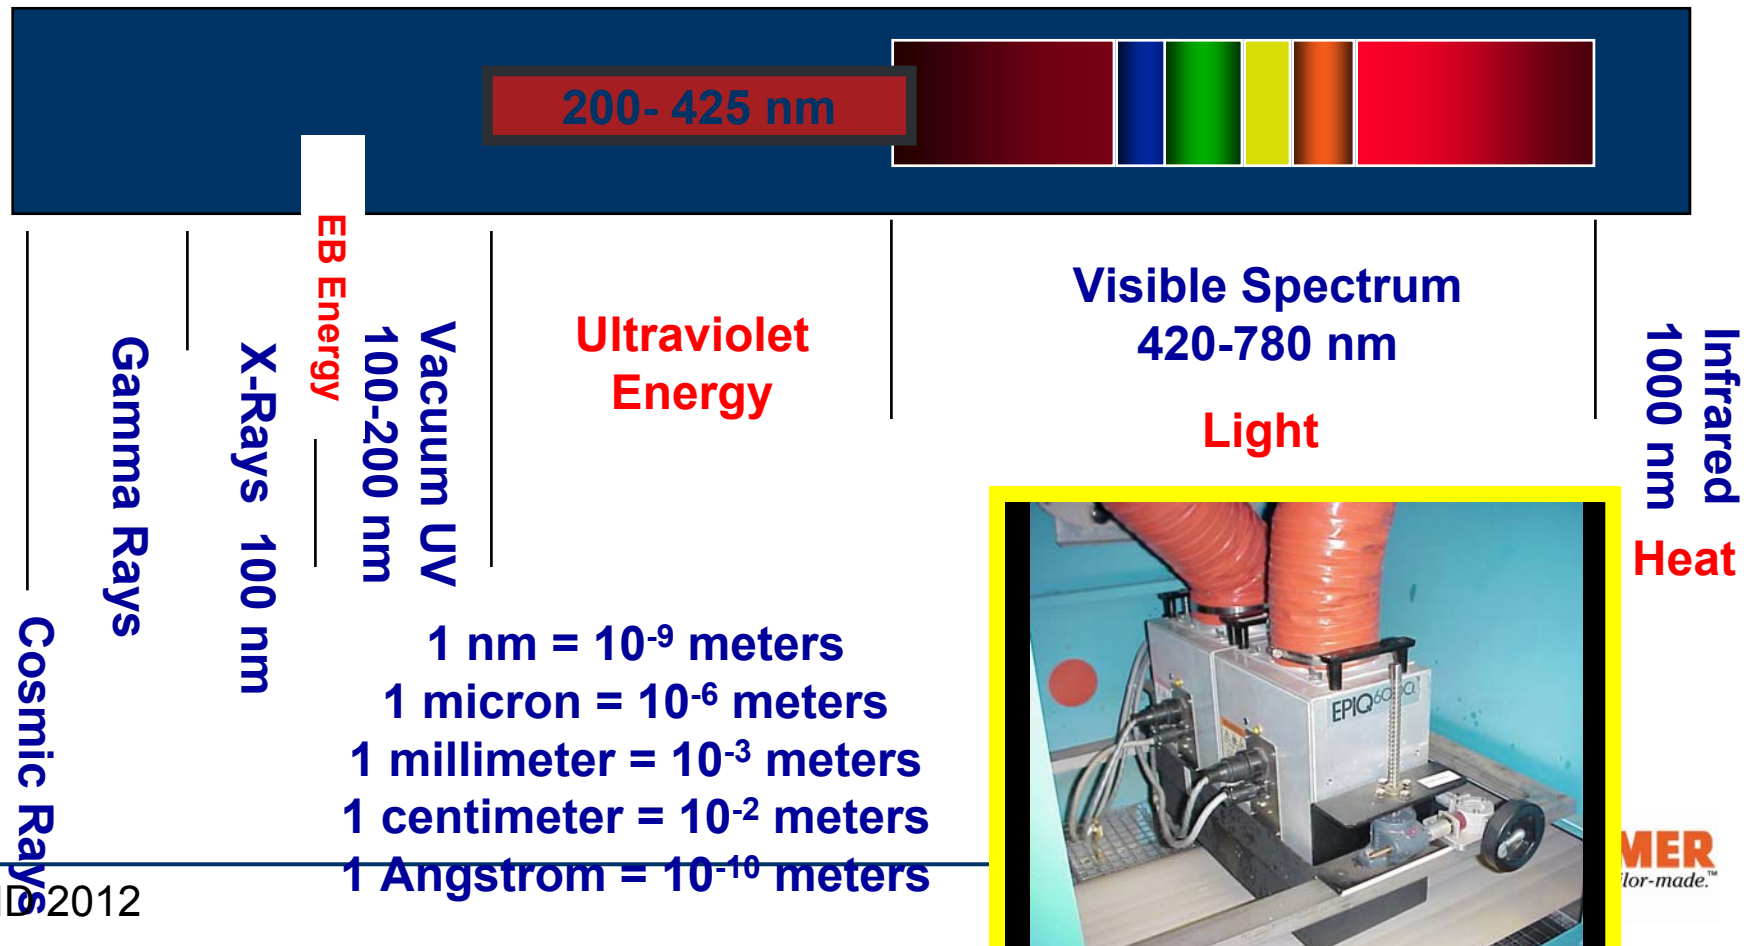 200- 425 nm
EB Energy
Cosmic Rays
Gamma Rays
X-Rays 100 nm
Vacuum UV
100-200 nm
Ultraviolet
Energy
Visible Spectrum
420-780 nm
Light
Infrared
1000 nm
Heat
1 nm = 10⁻⁹ meters
1 micron = 10⁻⁶ meters
1 millimeter = 10⁻³ meters
1 centimeter = 10⁻² meters
1 Angstrom = 10⁻¹⁰ meters
EPIQ
MER
lor-made.™
2012